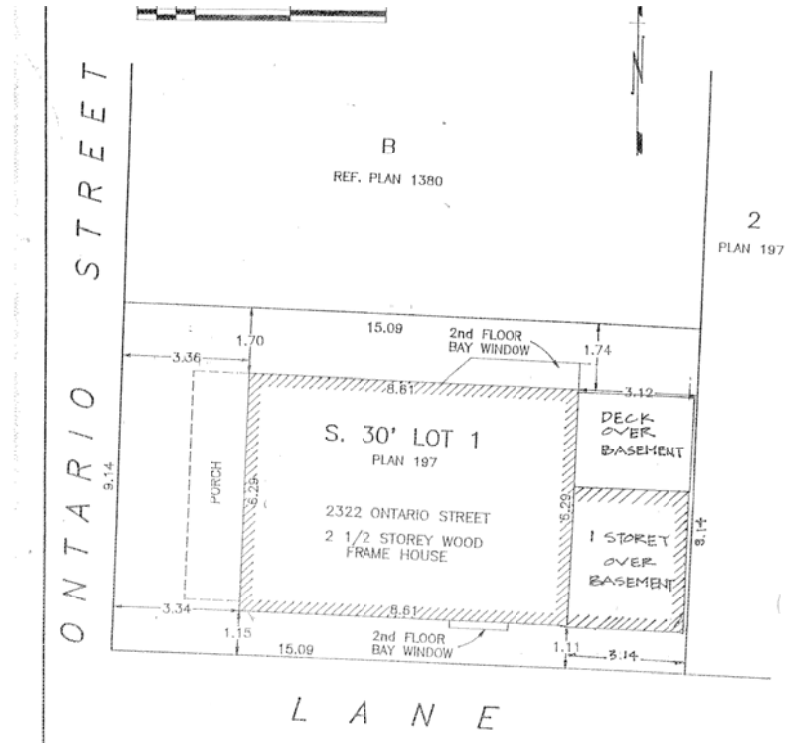 N
B
REF. PLAN 1380
2
PLAN 197
ONTARIO STREET
15.09
2nd FLOOR
BAY WINDOW
1.70
1.74
3.36
8.61
3.12
DECK
OVER
BASEMENT
S. 30' LOT 1
PLAN 197
9.14
PORCH
6.29
6.29
2322 ONTARIO STREET
2 1/2 STOREY WOOD
FRAME HOUSE
1 STOREY
OVER
BASEMENT
9.14
3.34
8.61
1.15
15.09
2nd FLOOR
BAY WINDOW
1.11
3.14
LANE